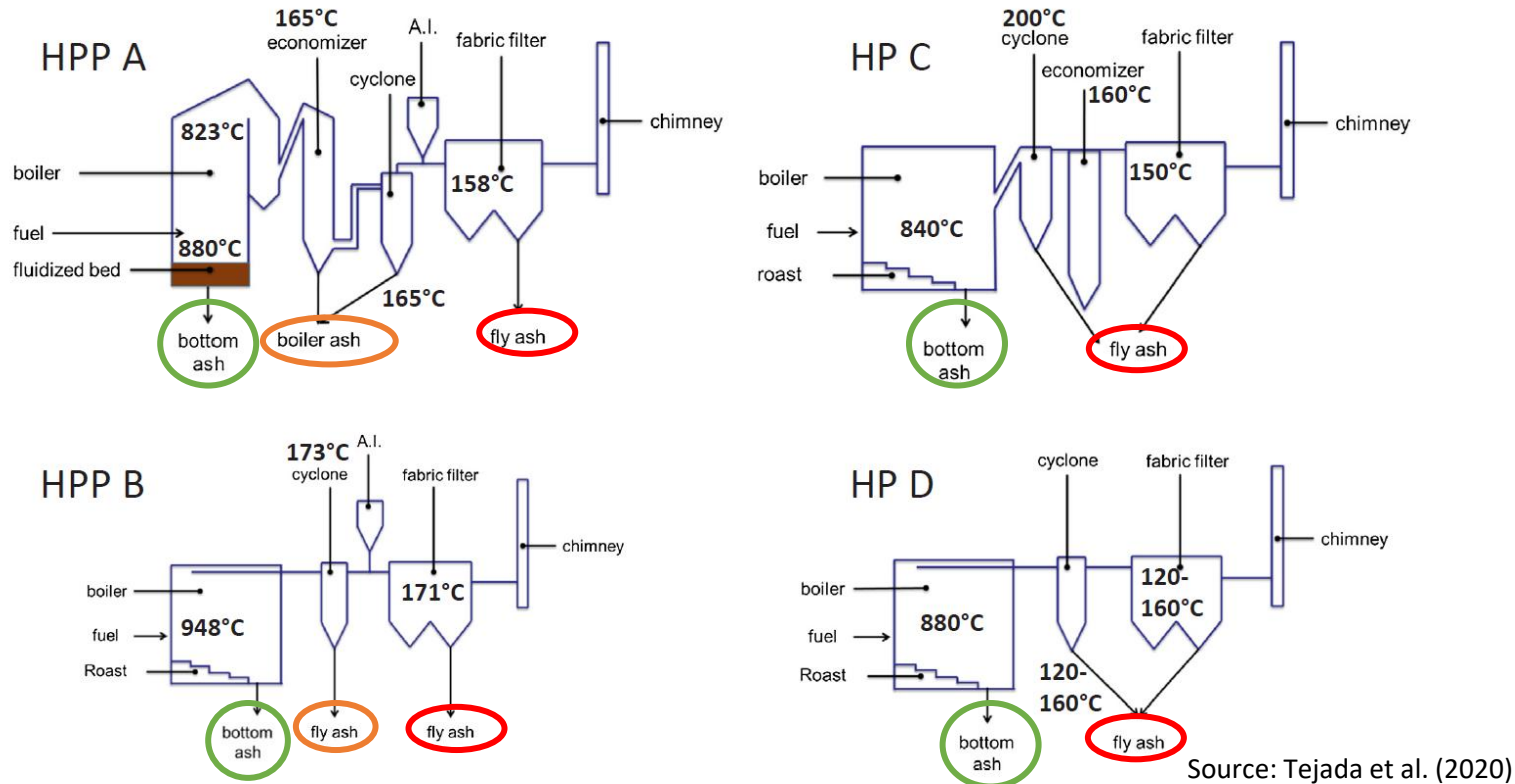 HPP A
165°C
economizer
A.I.
cyclone
fabric filter
chimney
823°C
boiler
158°C
fuel
880°C
fluidized bed
165°C
bottom
ash
boiler ash
fly ash
HP C
200°C
cyclone
fabric filter
economizer
160°C
chimney
boiler
150°C
fuel
840°C
roast
bottom
ash
fly ash
HPP B
173°C
cyclone
A.I.
fabric filter
chimney
boiler
171°C
948°C
fuel
Roast
bottom
ash
fly ash
fly ash
HP D
cyclone
fabric filter
chimney
boiler
120-
160°C
880°C
fuel
Roast
120-
160°C
bottom
ash
fly ash
Source: Tejada et al. (2020)